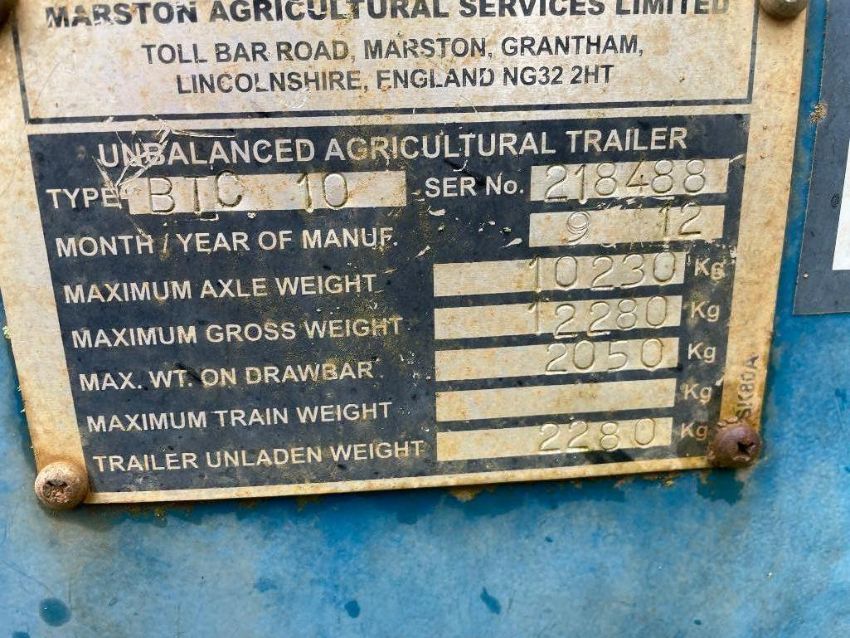 MARSTON AGRICULTURAL SERVICES LIMITED
TOLL BAR ROAD, MARSTON, GRANTHAM,
LINCOLNSHIRE, ENGLAND NG32 2HT
UNBALANCED AGRICULTURAL TRAILER
TYPE BTC 10 SER No. 218488
MONTH / YEAR OF MANUF. 9 12
MAXIMUM AXLE WEIGHT 10230 Kg
MAXIMUM GROSS WEIGHT 12280 Kg
MAX. WT. ON DRAWBAR 2050 Kg
MAXIMUM TRAIN WEIGHT Kg
TRAILER UNLADEN WEIGHT 2280 Kg
SK80A